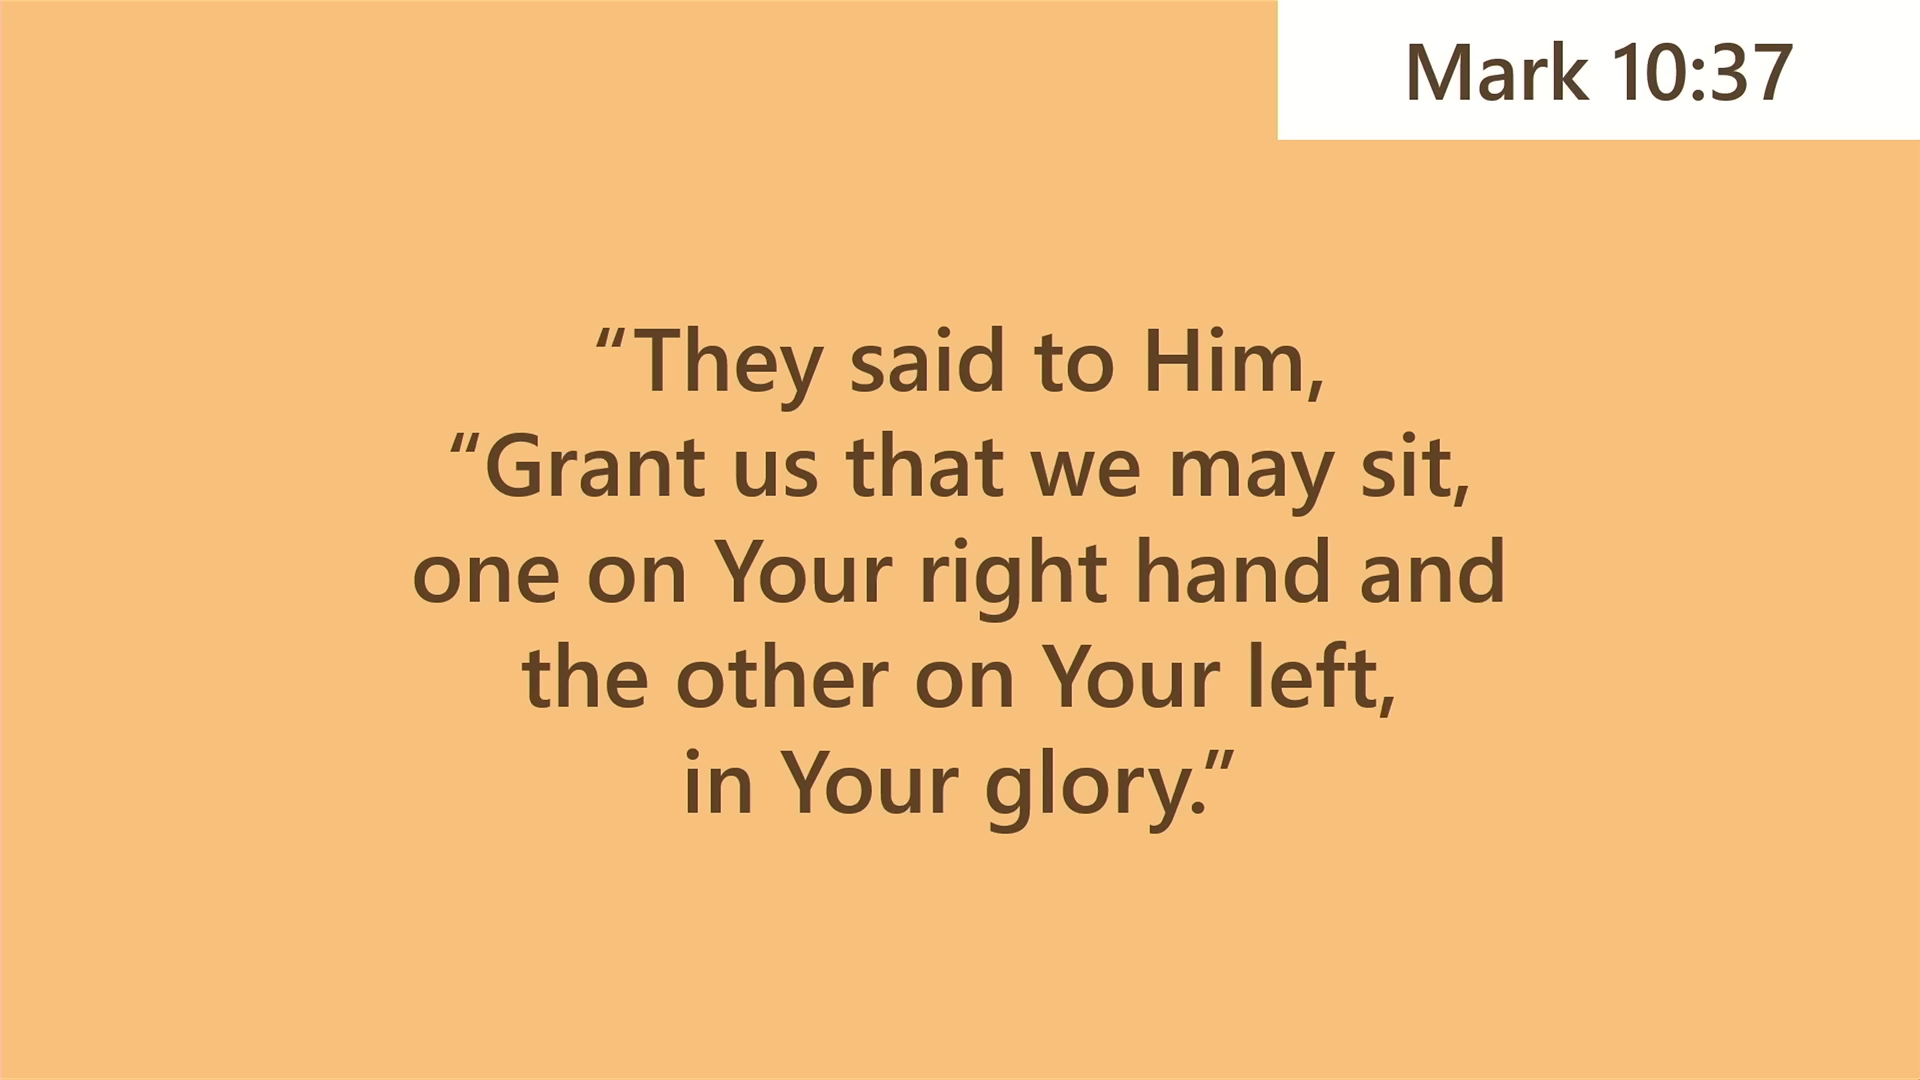 Mark 10:37
“They said to Him,
“Grant us that we may sit,
one on Your right hand and
the other on Your left,
in Your glory.”